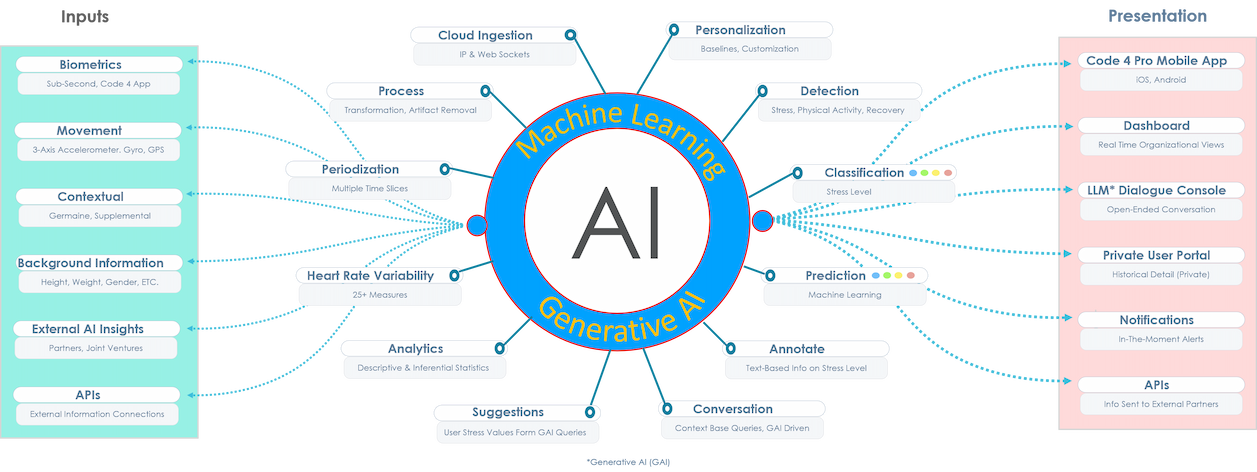 Inputs
Biometrics
Sub-Second, Code 4 App
Movement
3-Axis Accelerometer. Gyro, GPS
Contextual
Germaine, Supplemental
Background Information
Height, Weight, Gender, ETC.
External AI Insights
Partners, Joint Ventures
APIs
External Information Connections
Cloud Ingestion
IP & Web Sockets
Process
Transformation, Artifact Removal
Periodization
Multiple Time Slices
Heart Rate Variability
25+ Measures
Analytics
Descriptive & Inferential Statistics
Suggestions
User Stress Values Form GAI Queries
Machine Learning
AI
Generative AI
Personalization
Baselines, Customization
Detection
Stress, Physical Activity, Recovery
Classification
Stress Level
Prediction
Machine Learning
Annotate
Text-Based Info on Stress Level
Conversation
Context Base Queries, GAI Driven
Presentation
Code 4 Pro Mobile App
iOS, Android
Dashboard
Real Time Organizational Views
LLM* Dialogue Console
Open-Ended Conversation
Private User Portal
Historical Detail (Private)
Notifications
In-The-Moment Alerts
APIs
Info Sent to External Partners
*Generative AI (GAI)